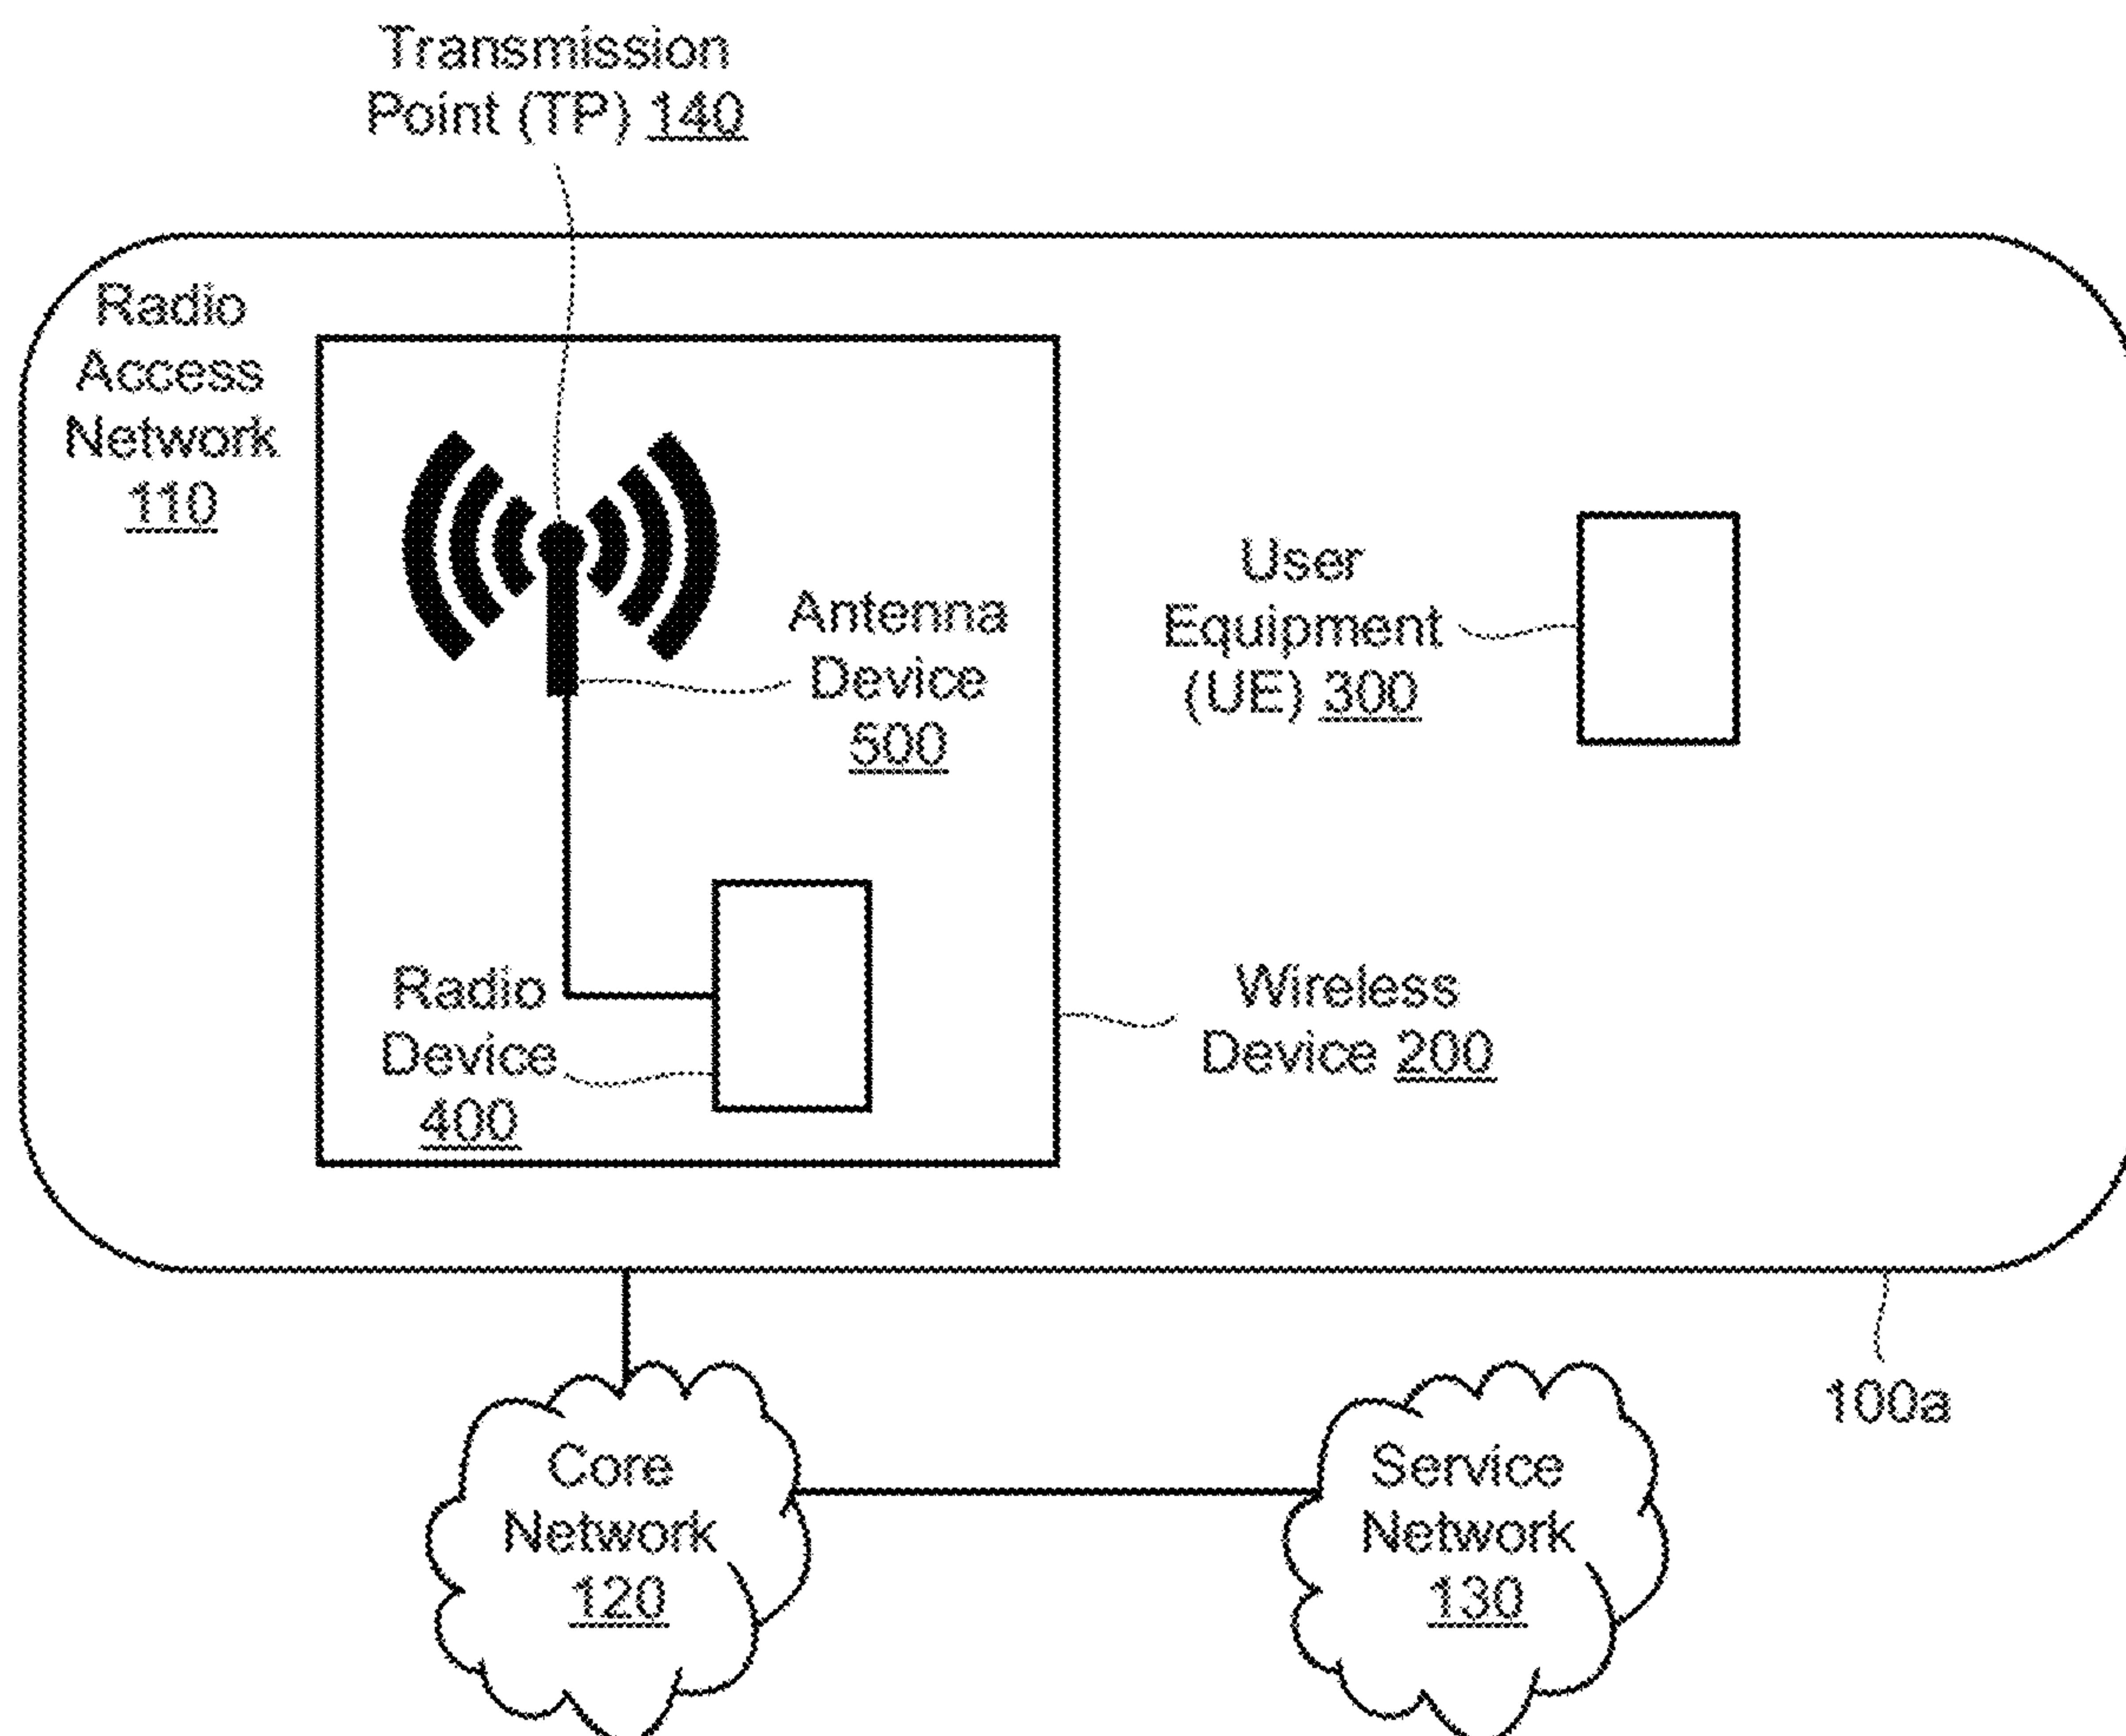 Transmission
Point (TP) 140
Radio
Access
Network
110
Antenna
Device
500
User
Equipment
(UE) 300
Radio
Device
400
Wireless
Device 200
100a
Core
Network
120
Service
Network
130